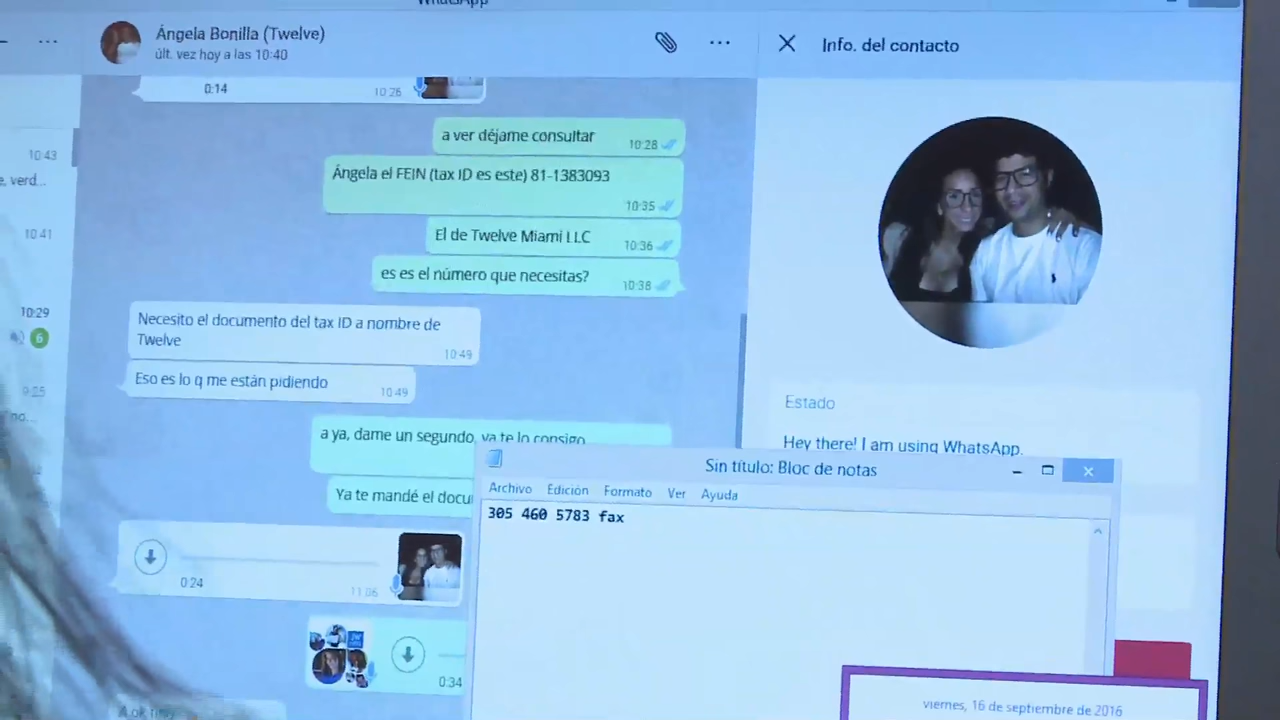 WhatsApp
Ángela Bonilla (Twelve)
últ. vez hoy a las 10:40
Info. del contacto
0:14
10:26
10:43
a ver déjame consultar
10:28
e, verd...
Ángela el FEIN (tax ID es este) 81-1383093
10:35
10:41
El de Twelve Miami LLC
10:36
es es el número que necesitas?
10:38
10:29
6
Necesito el documento del tax ID a nombre de
Twelve
10:49
Eso es lo q me están pidiendo
10:49
9:55
no...
Estado
Hey there! I am using WhatsApp.
a ya, dame un segundo, ya te lo consigo
Ya te mandé el docu
Sin título: Bloc de notas
Archivo Edición Formato Ver Ayuda
305 460 5783 fax
0:24
11:06
0:34
viernes, 16 de septiembre de 2016